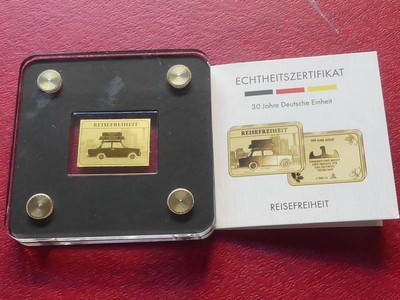 REISEFREIHEIT
ECHTHEITSZERTIFIKAT
30 Jahre Deutsche Einheit
REISEFREIHEIT
REISEFREIHEIT